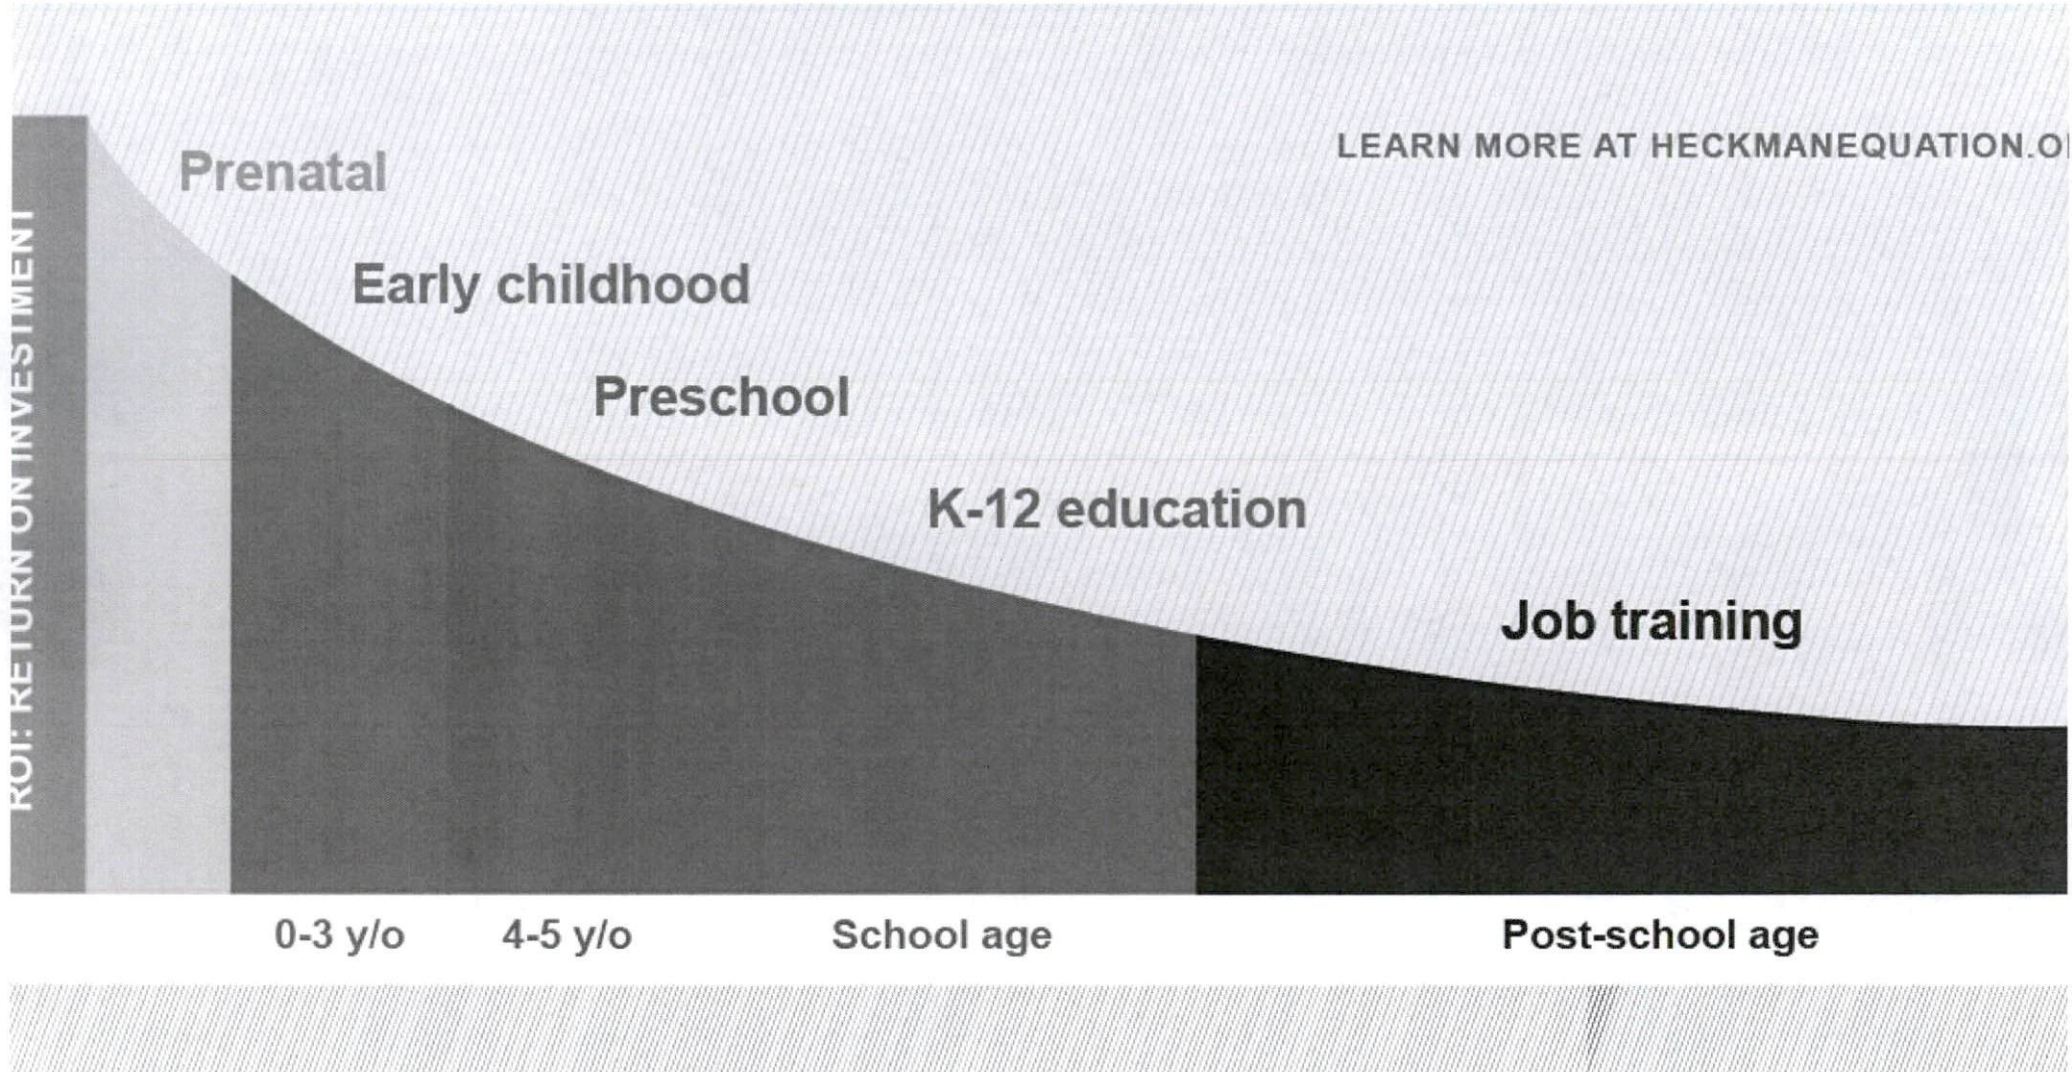 LEARN MORE AT HECKMANEQUATION.O
Prenatal
Early childhood
Preschool
K-12 education
Job training
ROI: RETURN ON INVESTMENT
0-3 y/o
4-5 y/o
School age
Post-school age